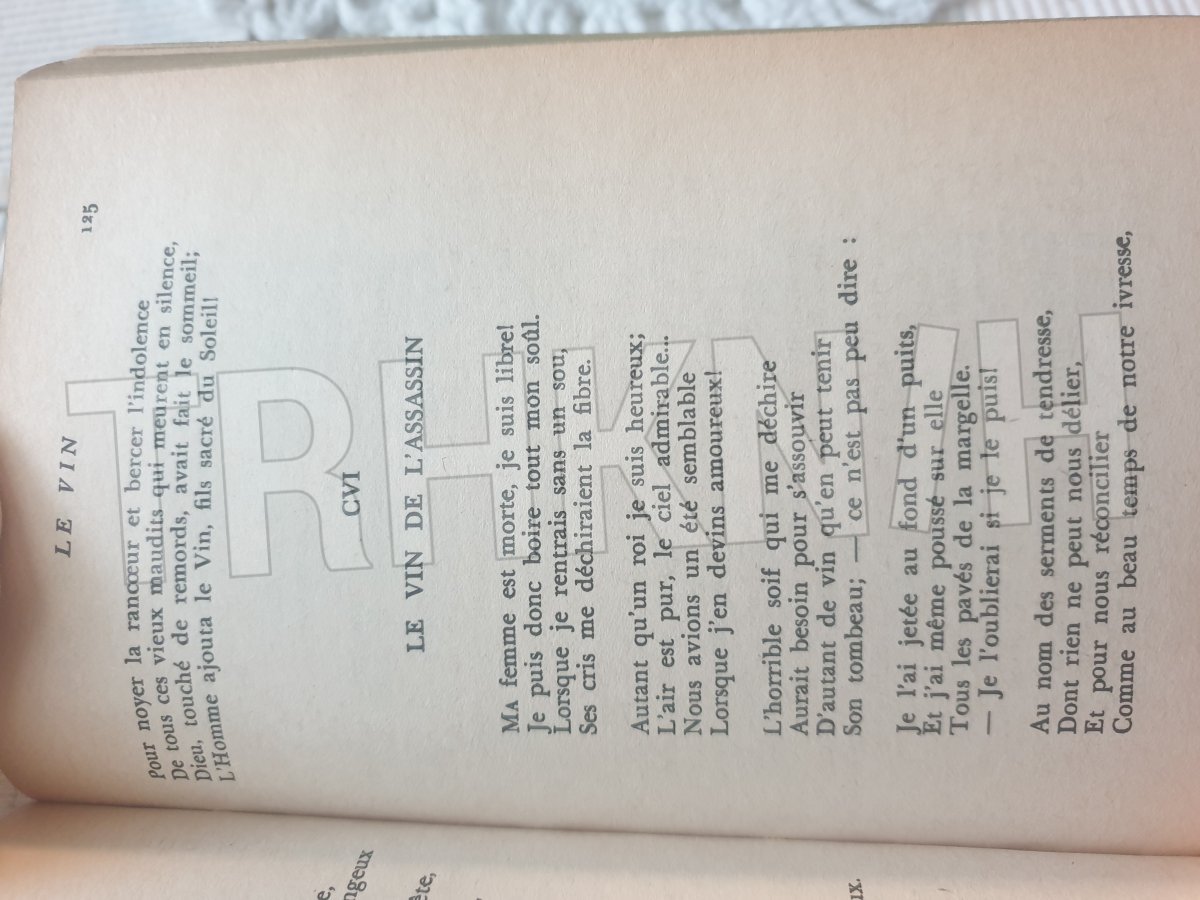 ngeux
LE VIN
125
Pour noyer la rancœur et bercer l'indolence
De tous ces vieux maudits qui meurent en silence,
Dieu, touché de remords, avait fait le sommeil;
L'Homme ajouta le Vin, fils sacré du Soleil!
CVI
LE VIN DE L'ASSASSIN
MA femme est morte, je suis libre!
Je puis donc boire tout mon soûl.
Lorsque je rentrais sans un sou,
Ses cris me déchiraient la fibre.
Autant qu'un roi je suis heureux;
L'air est pur, le ciel admirable...
Nous avions un été semblable
Lorsque j'en devins amoureux!
L'horrible soif qui me déchire
Aurait besoin pour s'assouvir
D'autant de vin qu'en peut tenir
Son tombeau; — ce n'est pas peu dire :
Je l'ai jetée au fond d'un puits,
Et j'ai même poussé sur elle
Tous les pavés de la margelle.
— Je l'oublierai si je le puis!
Au nom des serments de tendresse,
Dont rien ne peut nous délier,
Et pour nous réconcilier
Comme au beau temps de notre ivresse,